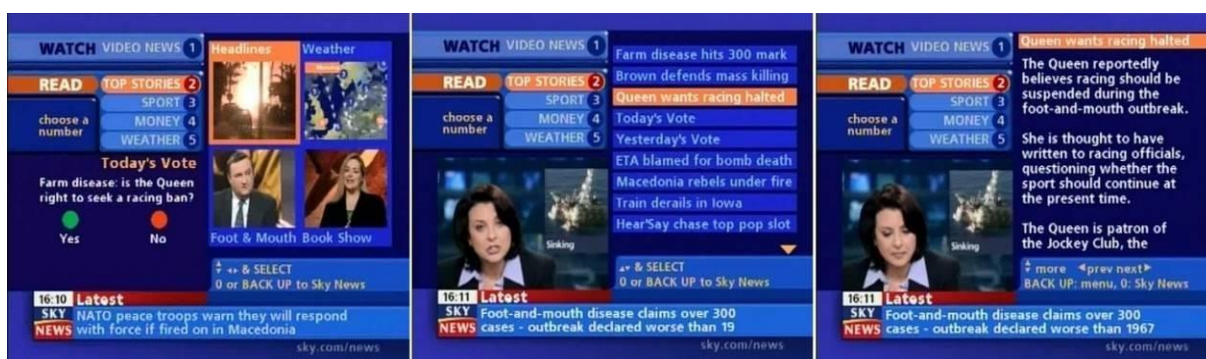 WATCH VIDEO NEWS 1
READ TOP STORIES 2
SPORT 3
choose a number
MONEY 4
WEATHER 5
Headlines
Weather
Today's Vote
Farm disease: is the Queen
right to seek a racing ban?
Yes
No
Foot & Mouth
Book Show
& SELECT
0 or BACK UP to Sky News
16:10 Latest
SKY NEWS
NATO peace troops warn they will respond
with force if fired on in Macedonia
sky.com/news
WATCH VIDEO NEWS 1
READ TOP STORIES 2
SPORT 3
choose a number
MONEY 4
WEATHER 5
Farm disease hits 300 mark
Brown defends mass killing
Queen wants racing halted
Today's Vote
Yesterday's Vote
ETA blamed for bomb death
Macedonia rebels under fire
Train derails in Iowa
Hear'Say chase top pop slot
Sinking
& SELECT
0 or BACK UP to Sky News
16:11 Latest
SKY NEWS
Foot-and-mouth disease claims over 300
cases - outbreak declared worse than 19
sky.com/news
WATCH VIDEO NEWS 1
READ TOP STORIES 2
SPORT 3
choose a number
MONEY 4
WEATHER 5
Queen wants racing halted
The Queen reportedly
believes racing should be
suspended during the
foot-and-mouth outbreak.
She is thought to have
written to racing officials,
questioning whether the
sport should continue at
the present time.
The Queen is patron of
the Jockey Club, the
Sinking
more prev next
BACK UP: menu, 0: Sky News
16:11 Latest
SKY NEWS
Foot-and-mouth disease claims over 300
cases - outbreak declared worse than 1967
sky.com/news